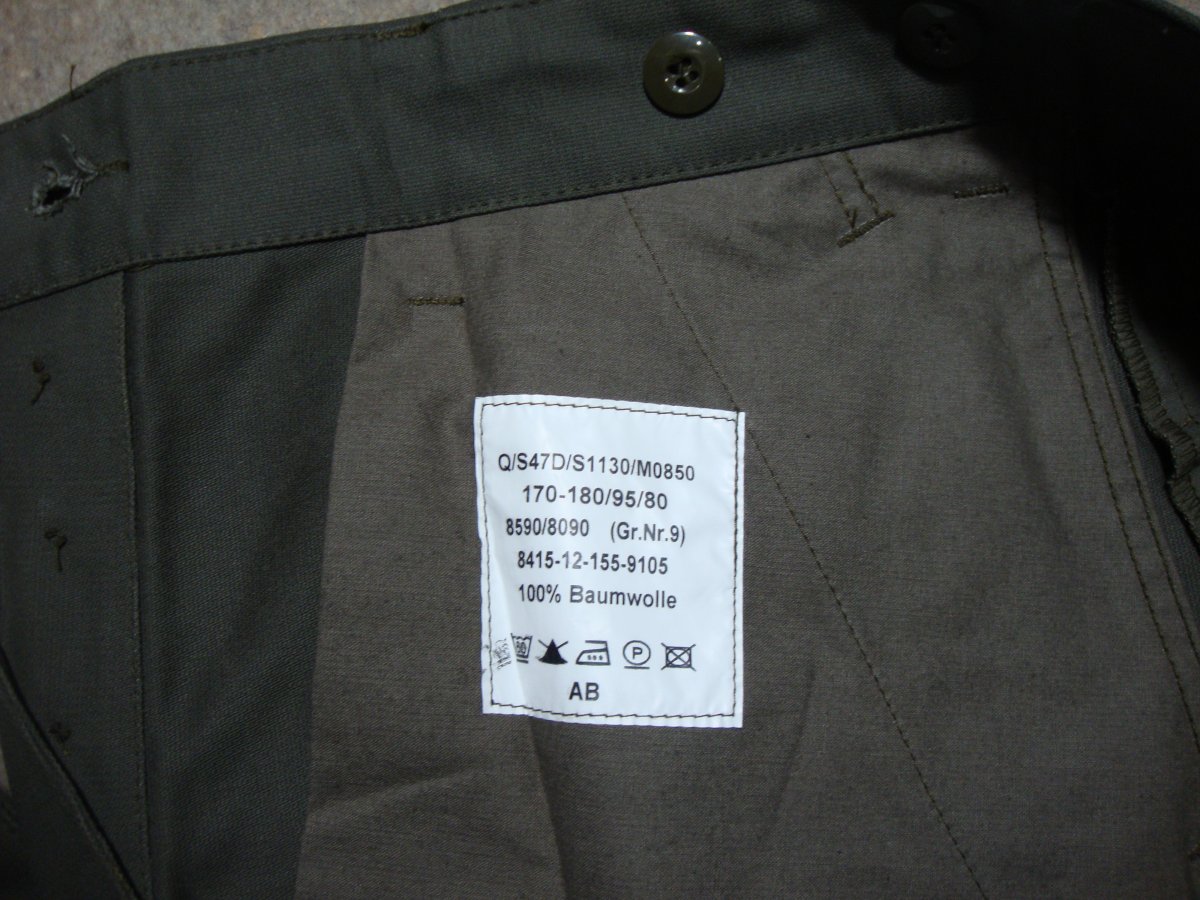 Q/S47D/S1130/M0850
170-180/95/80
8590/8090 (Gr.Nr.9)
8415-12-155-9105
100% Baumwolle
P
AB